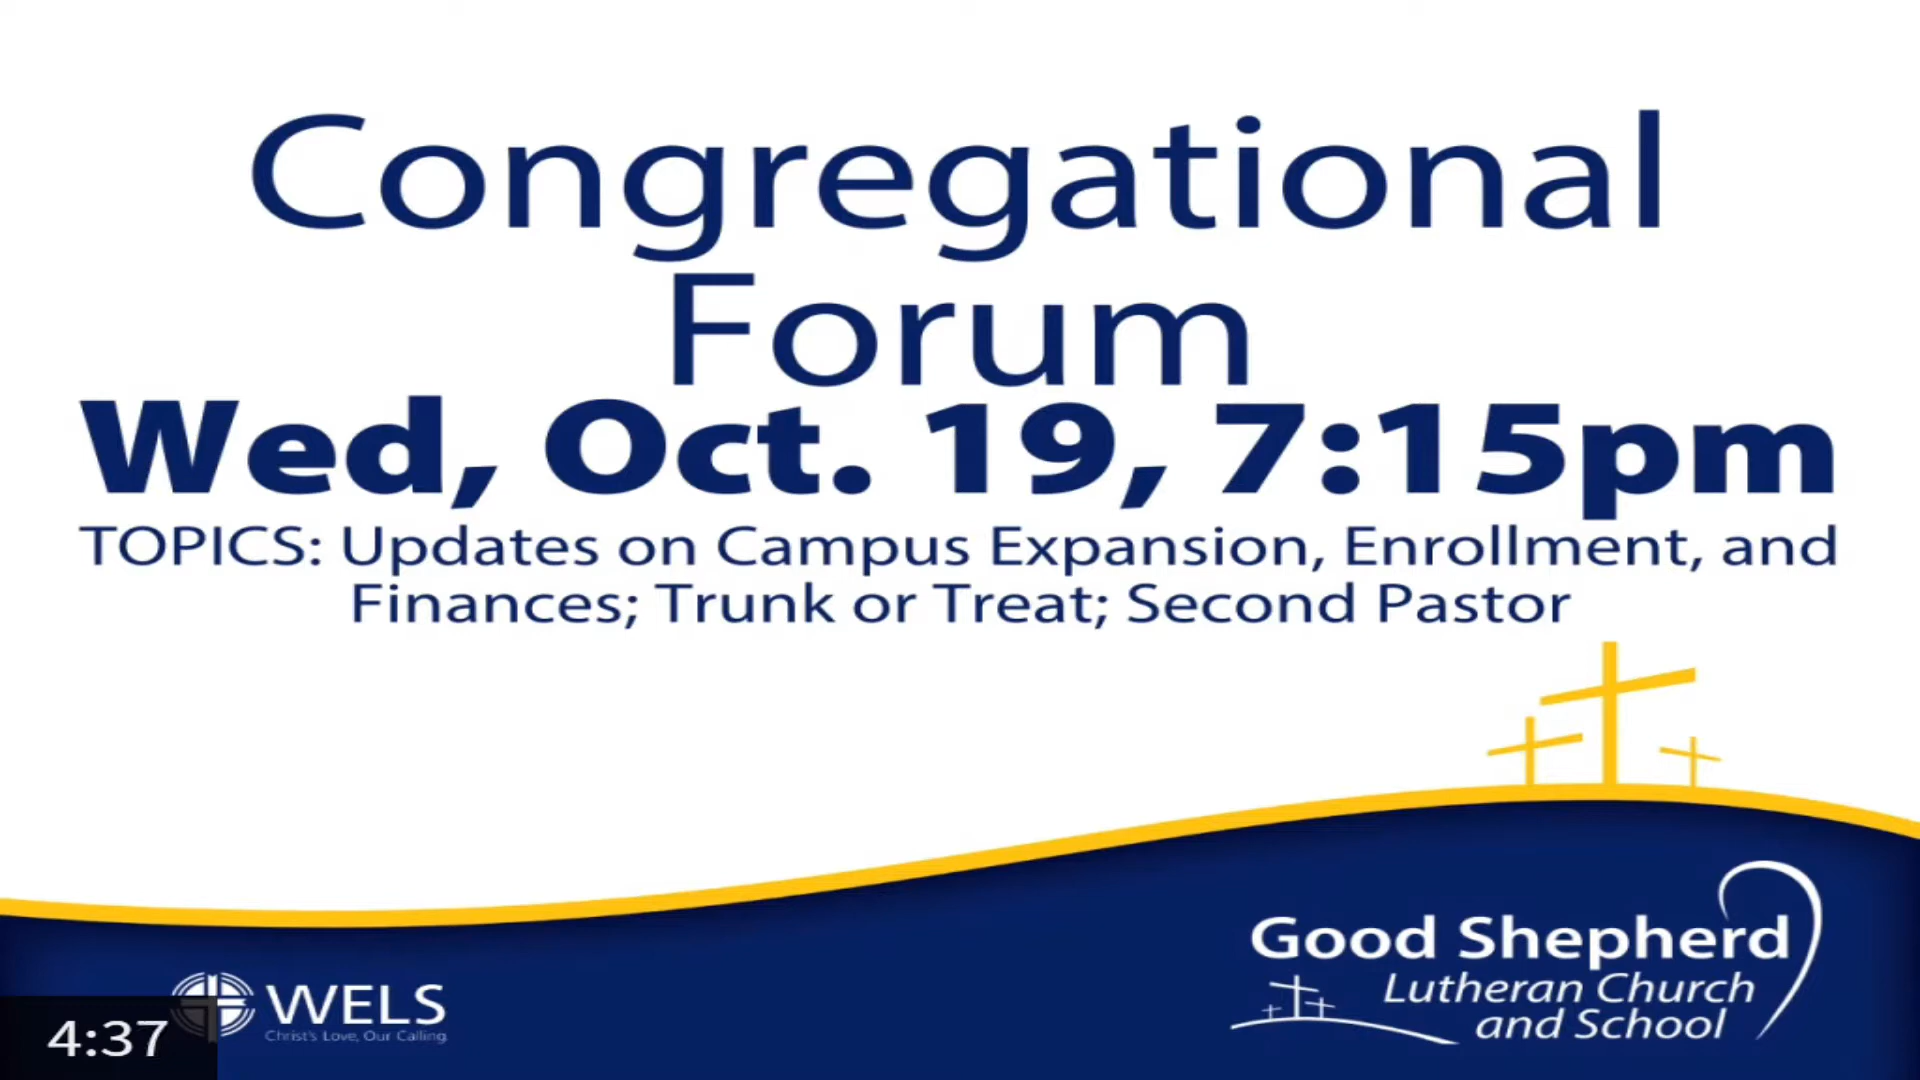 Congregational
Forum
Wed, Oct. 19, 7:15pm
TOPICS: Updates on Campus Expansion, Enrollment, and
Finances; Trunk or Treat; Second Pastor
Good Shepherd
Lutheran Church
and School
WELS
Christ's Love, Our Calling
4:37